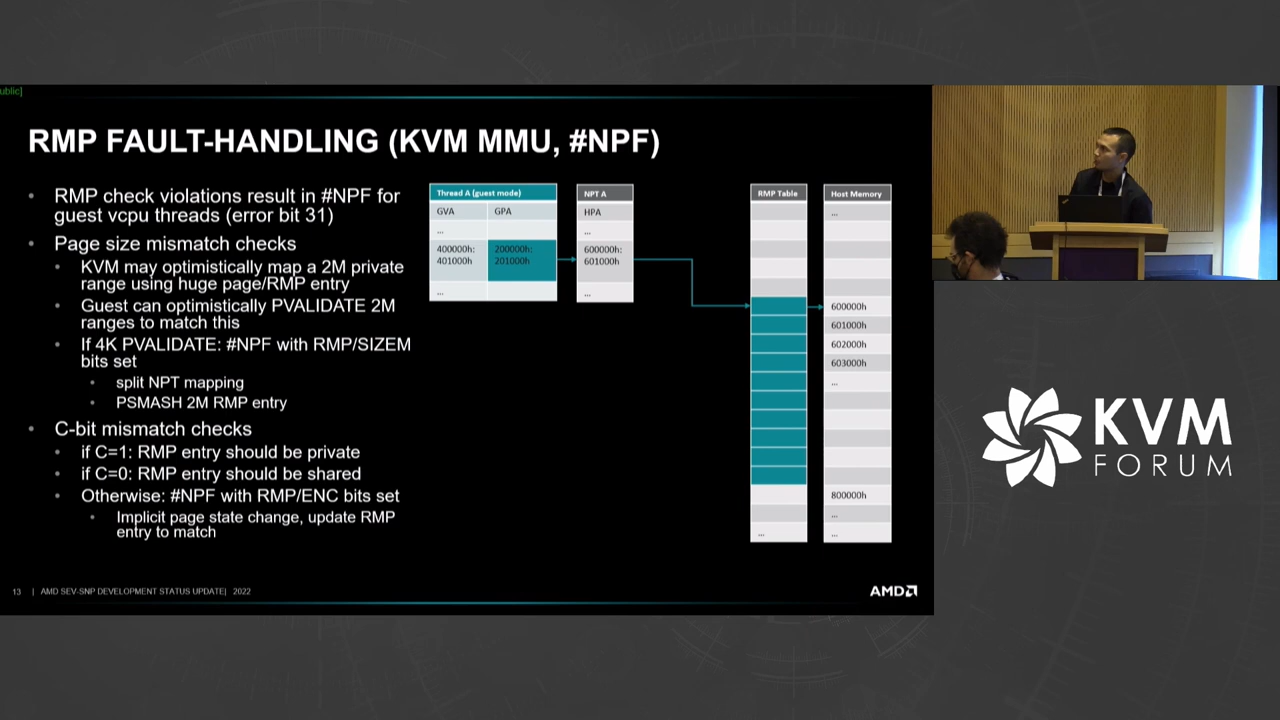 ublic]
RMP FAULT-HANDLING (KVM MMU, #NPF)
• RMP check violations result in #NPF for
guest vcpu threads (error bit 31)
• Page size mismatch checks
• KVM may optimistically map a 2M private
range using huge page/RMP entry
• Guest can optimistically PVALIDATE 2M
ranges to match this
• If 4K PVALIDATE: #NPF with RMP/SIZEM
bits set
• split NPT mapping
• PSMASH 2M RMP entry
• C-bit mismatch checks
• if C=1: RMP entry should be private
• if C=0: RMP entry should be shared
• Otherwise: #NPF with RMP/ENC bits set
• Implicit page state change, update RMP
entry to match
Thread A (guest mode)
GVA GPA
...
400000h: 200000h:
401000h 201000h
...
NPT A
HPA
...
600000h:
601000h
...
RMP Table
...
Host Memory
...
600000h
601000h
602000h
603000h
...
800000h
...
...
13 | AMD SEV-SNP DEVELOPMENT STATUS UPDATE| 2022
AMD
KVM
FORUM